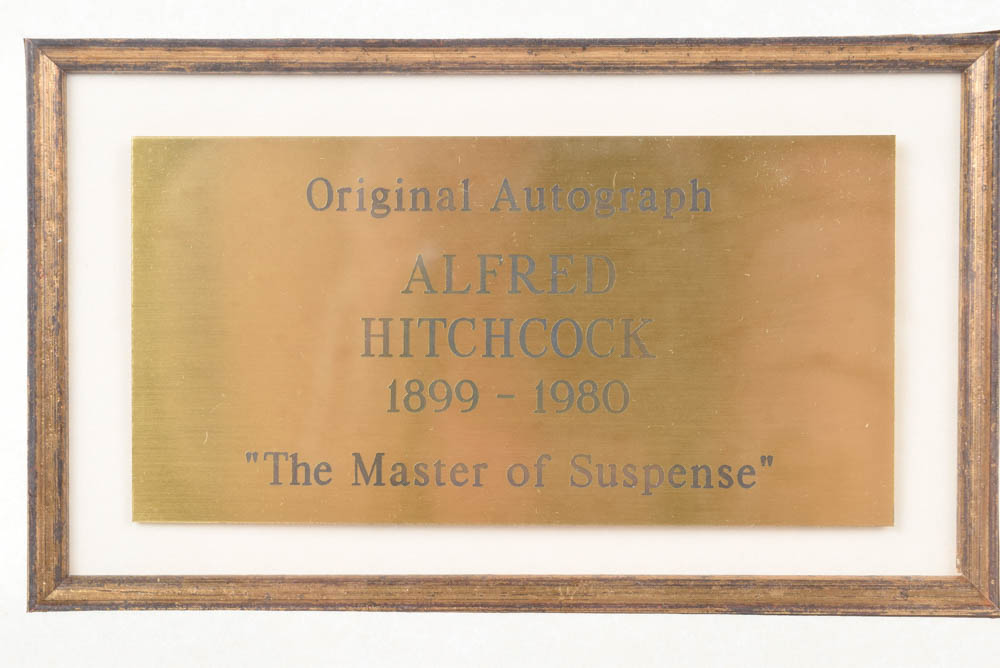 Original Autograph
ALFRED
HITCHCOCK
1899 - 1980
"The Master of Suspense"